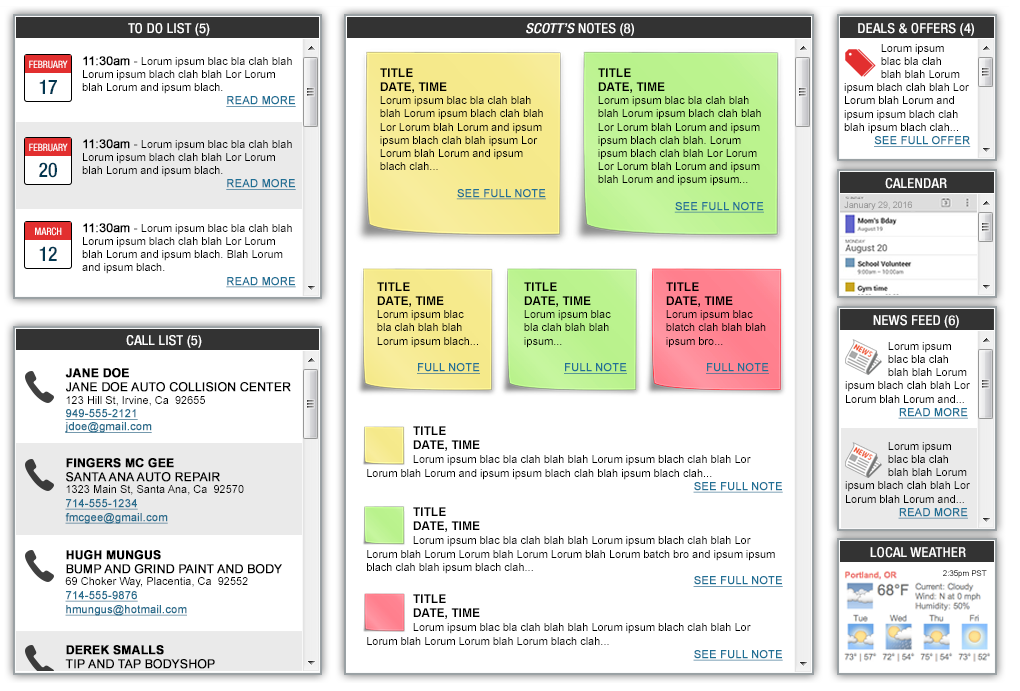 TO DO LIST (5)
FEBRUARY
17
11:30am - Lorum ipsum blac bla clah blah
Lorum ipsum blach clah blah Lor Lorum
blah Lorum and ipsum blach.
READ MORE
FEBRUARY
20
11:30am - Lorum ipsum blac bla clah blah
Lorum ipsum blach clah blah Lor Lorum
blah Lorum and ipsum blach.
READ MORE
MARCH
12
11:30am - Lorum ipsum blac bla clah blah
Lorum ipsum blach clah blah Lor Lorum
blah Lorum and ipsum blach. Blah Lorum
and ipsum blach.
READ MORE
CALL LIST (5)
JANE DOE
JANE DOE AUTO COLLISION CENTER
123 Hill St, Irvine, Ca 92655
949-555-2121
jdoe@gmail.com
FINGERS MC GEE
SANTA ANA AUTO REPAIR
1323 Main St, Santa Ana, Ca 92570
714-555-1234
fmcgee@gmail.com
HUGH MUNGUS
BUMP AND GRIND PAINT AND BODY
69 Choker Way, Placentia, Ca 92552
714-555-9876
hmungus@hotmail.com
DEREK SMALLS
TIP AND TAP BODYSHOP
SCOTT'S NOTES (8)
TITLE
DATE, TIME
Lorum ipsum blac bla clah blah
blah Lorum ipsum blach clah blah
Lor Lorum blah Lorum and ipsum
ipsum blach clah blah ipsum Lor
Lorum blah Lorum and ipsum
blach clah...
SEE FULL NOTE
TITLE
DATE, TIME
Lorum ipsum blac bla clah blah
blah Lorum ipsum blach clah blah
Lor Lorum blah Lorum and ipsum
ipsum blach clah blah. Lorum
ipsum blach clah blah Lor Lorum
Lor Lorum blah Lorum and ipsum
blah Lorum and ipsum ipsum...
SEE FULL NOTE
TITLE
DATE, TIME
Lorum ipsum blac
bla clah blah blah
Lorum ipsum blach...
FULL NOTE
TITLE
DATE, TIME
Lorum ipsum blac
bla clah blah blah
ipsum...
FULL NOTE
TITLE
DATE, TIME
Lorum ipsum blac
blatch clah blah blah
ipsum bro...
FULL NOTE
TITLE
DATE, TIME
Lorum ipsum blac bla clah blah blah Lorum ipsum blach clah blah Lor
Lorum blah Lorum and ipsum ipsum blach clah blah ipsum blach clah...
SEE FULL NOTE
TITLE
DATE, TIME
Lorum ipsum blac bla clah blah blah Lorum ipsum blach clah blah Lor
Lorum blah Lorum Lorum blah Lorum Lorum blah Lorum batch bro and ipsum ipsum
blach clah blah ipsum blach clah...
SEE FULL NOTE
TITLE
DATE, TIME
Lorum ipsum blac bla clah blah blah Lorum ipsum blach clah blah Lor
Lorum blah Lorum Lorum blah Lorum blach clah...
SEE FULL NOTE
DEALS & OFFERS (4)
Lorum ipsum
blac bla clah
blah blah Lorum
ipsum blach clah blah Lor
Lorum blah Lorum and
ipsum ipsum blach clah
blah ipsum blach clah...
SEE FULL OFFER
CALENDAR
January 29, 2016
Mom's Bday
August 19
MONDAY
August 20
School Volunteer
9:00am – 10:00am
Gym time
NEWS FEED (6)
NEWS
Lorum ipsum
blac bla clah
blah blah Lorum
ipsum blach clah blah Lor
Lorum blah Lorum and...
READ MORE
NEWS
Lorum ipsum
blac bla clah
blah blah Lorum
ipsum blach clah blah Lor
Lorum blah Lorum and...
READ MORE
LOCAL WEATHER
Portland, OR
2:35pm PST
68°F
Current: Cloudy
Wind: N at 0 mph
Humidity: 50%
Tue Wed Thu Fri
73° | 57° 72° | 54° 75° | 54° 73° | 52°